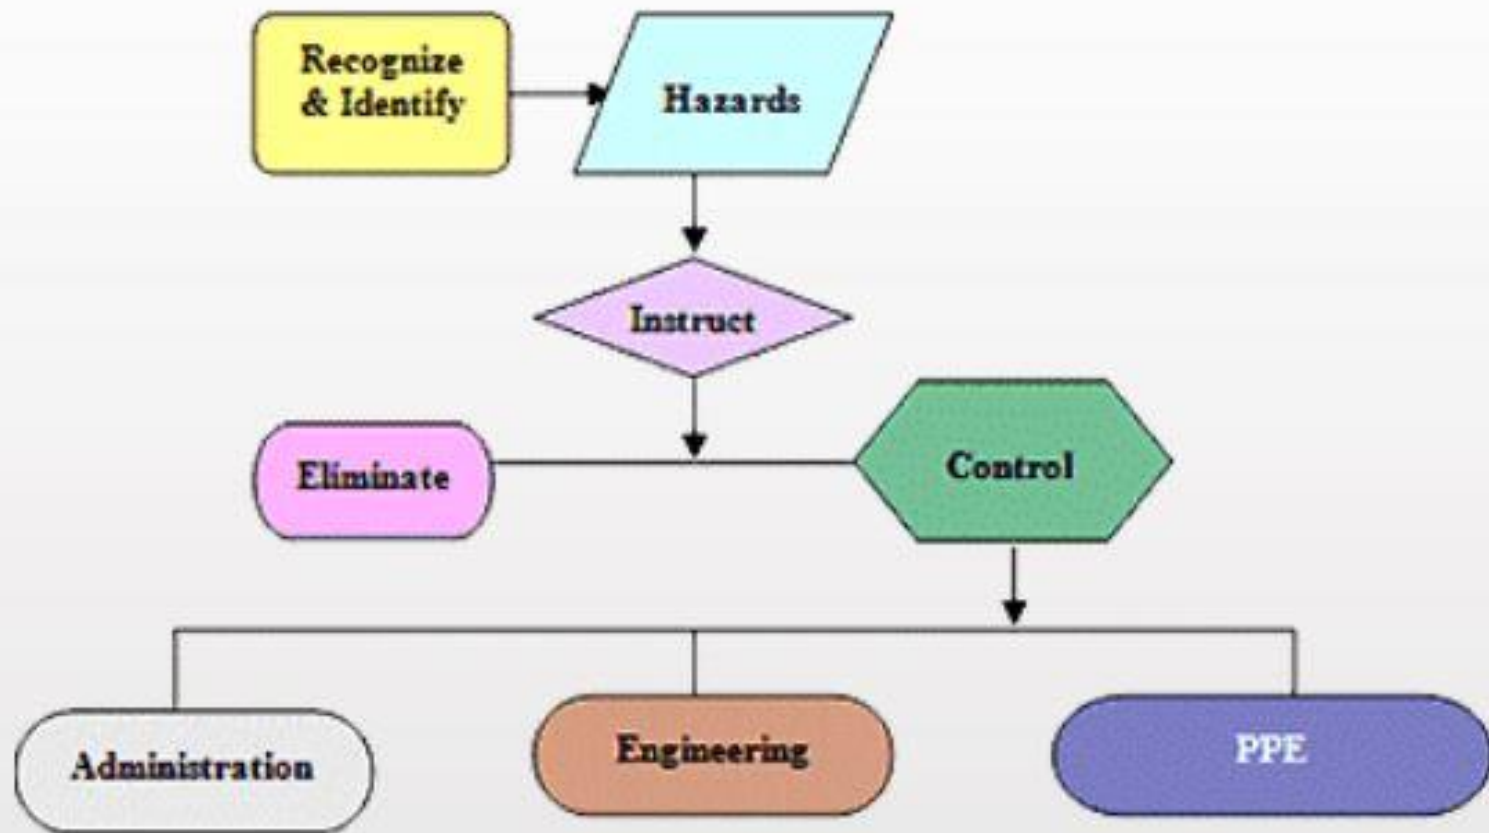 Recognize
& Identify
Hazards
Instruct
Eliminate
Control
Administration
Engineering
PPE